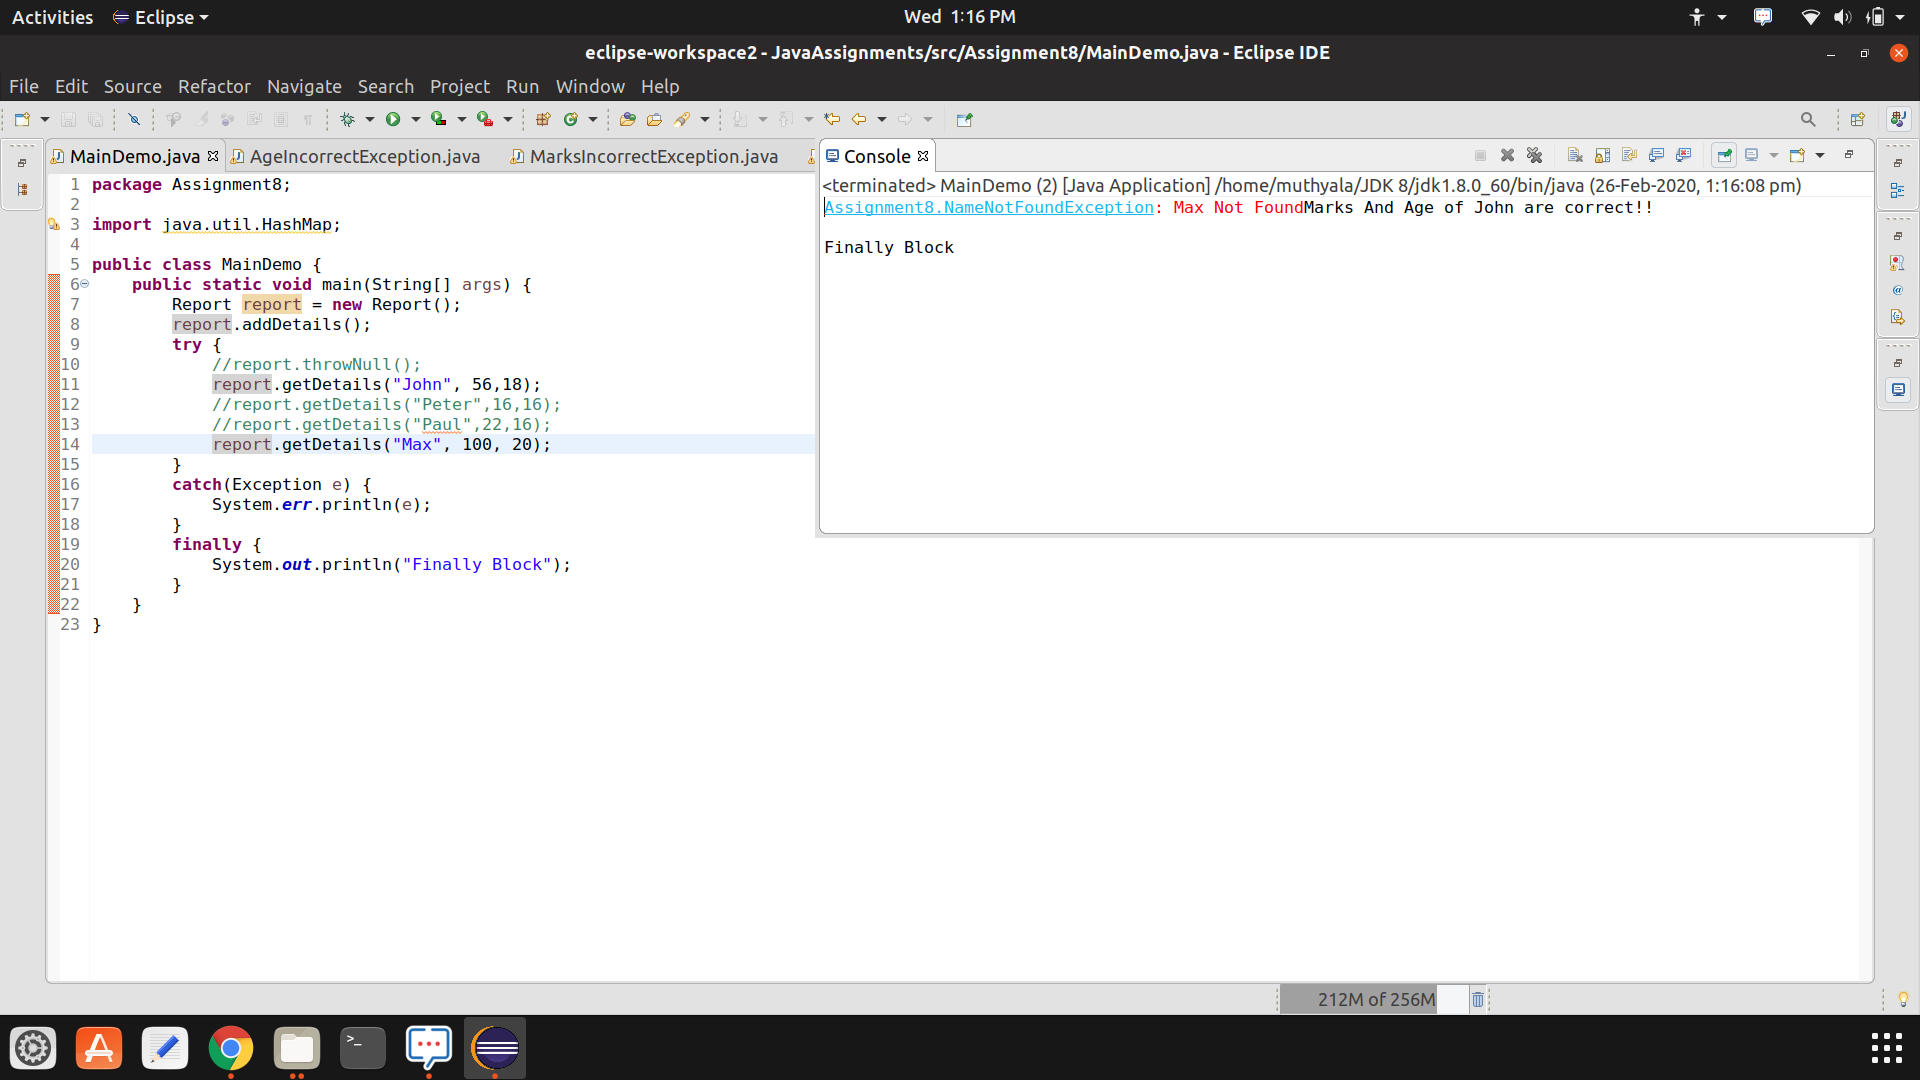 Activities Eclipse Wed 1:16 PM
eclipse-workspace2 - JavaAssignments/src/Assignment8/MainDemo.java - Eclipse IDE
File Edit Source Refactor Navigate Search Project Run Window Help
MainDemo.java AgeIncorrectException.java MarksIncorrectException.java
1 package Assignment8;
2
3 import java.util.HashMap;
4
5 public class MainDemo {
6 public static void main(String[] args) {
7 Report report = new Report();
8 report.addDetails();
9 try {
10 //report.throwNull();
11 report.getDetails("John", 56,18);
12 //report.getDetails("Peter",16,16);
13 //report.getDetails("Paul",22,16);
14 report.getDetails("Max", 100, 20);
15 }
16 catch(Exception e) {
17 System.err.println(e);
18 }
19 finally {
20 System.out.println("Finally Block");
21 }
22 }
23 }
Console
<terminated> MainDemo (2) [Java Application] /home/muthyala/JDK 8/jdk1.8.0_60/bin/java (26-Feb-2020, 1:16:08 pm)
Assignment8.NameNotFoundException: Max Not FoundMarks And Age of John are correct!!
Finally Block
212M of 256M